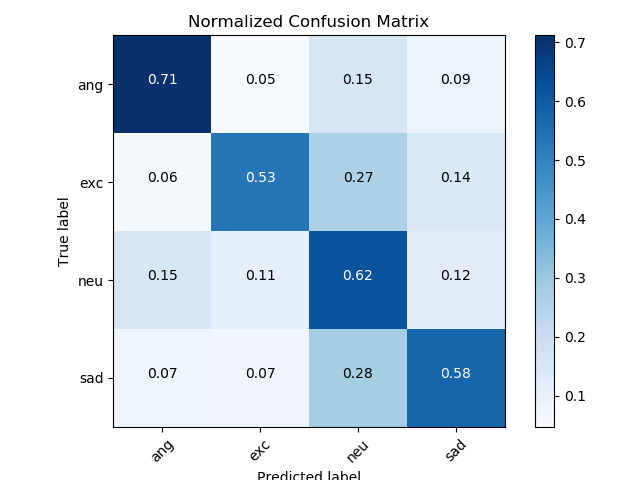 Normalized Confusion Matrix
True label
ang 0.71 0.05 0.15 0.09
exc 0.06 0.53 0.27 0.14
neu 0.15 0.11 0.62 0.12
sad 0.07 0.07 0.28 0.58
ang exc neu sad
Predicted label
0.7
0.6
0.5
0.4
0.3
0.2
0.1